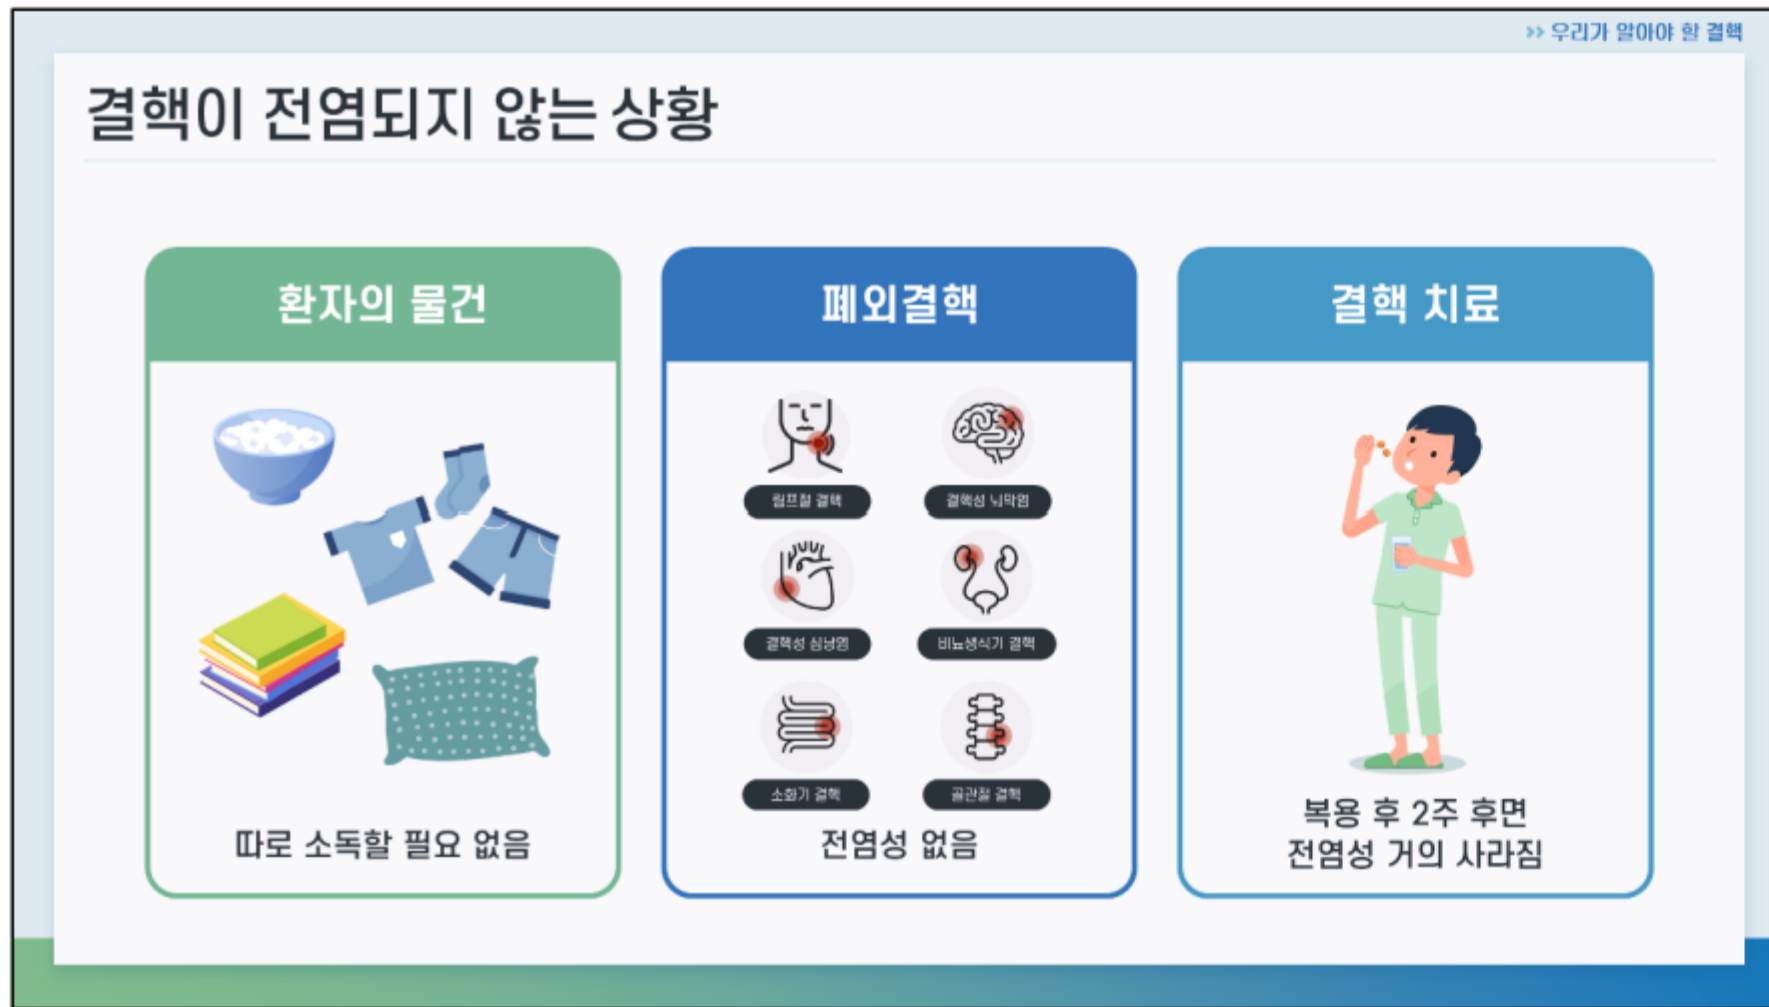 >> 우리가 알아야 할 결핵
결핵이 전염되지 않는 상황
환자의 물건
따로 소독할 필요 없음
폐외결핵
림프절 결핵
결핵성 뇌막염
결핵성 심낭염
비뇨생식기 결핵
소화기 결핵
골관절 결핵
전염성 없음
결핵 치료
복용 후 2주 후면
전염성 거의 사라짐